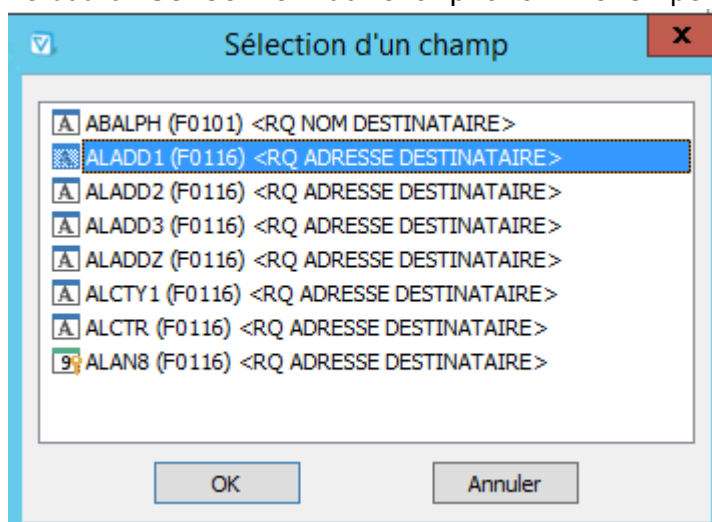 Sélection d'un champ
x
ABALPH (F0101) <RQ NOM DESTINATAIRE>
ALADD1 (F0116) <RQ ADRESSE DESTINATAIRE>
ALADD2 (F0116) <RQ ADRESSE DESTINATAIRE>
ALADD3 (F0116) <RQ ADRESSE DESTINATAIRE>
ALADDZ (F0116) <RQ ADRESSE DESTINATAIRE>
ALCTY1 (F0116) <RQ ADRESSE DESTINATAIRE>
ALCTR (F0116) <RQ ADRESSE DESTINATAIRE>
ALAN8 (F0116) <RQ ADRESSE DESTINATAIRE>
OK Annuler